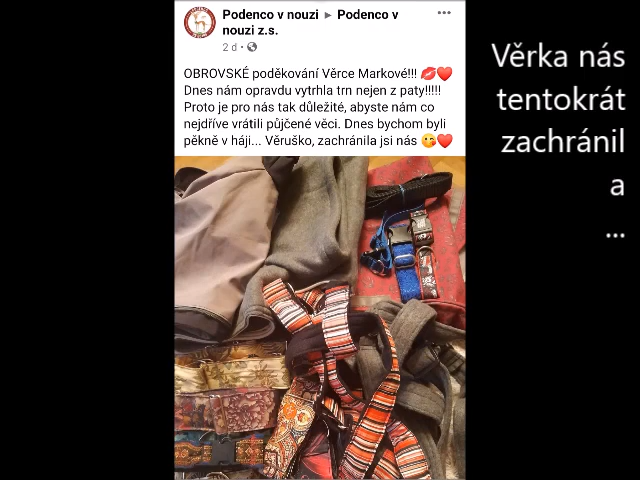 Podenco v nouzi ▸ Podenco v
nouzi z.s.
2 d •
OBROVSKÉ poděkování Věrce Markové!!! 💋❤️
Dnes nám opravdu vytrhla trn nejen z paty!!!!!
Proto je pro nás tak důležité, abyste nám co
nejdříve vrátili půjčené věci. Dnes bychom byli
pěkně v háji... Věruško, zachránila jsi nás 😘❤️
Věrka nás
tentokrát
zachránil
a
...